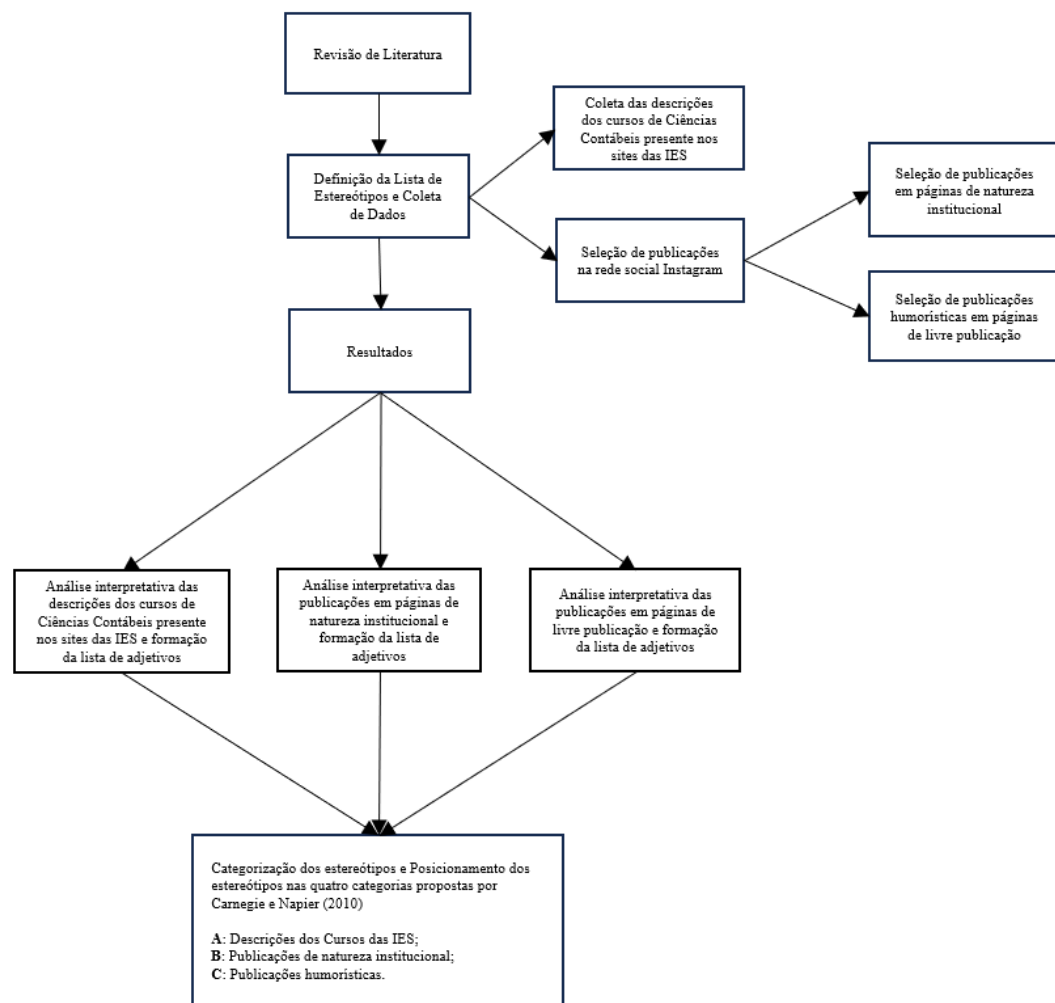 Revisão de Literatura
Coleta das descrições
dos cursos de Ciências
Contábeis presente nos
sites das IES
Definição da Lista de
Estereótipos e Coleta
de Dados
Seleção de publicações
em páginas de natureza
institucional
Seleção de publicações
na rede social Instagram
Seleção de publicações
humorísticas em páginas
de livre publicação
Resultados
Análise interpretativa das
descrições dos cursos de
Ciências Contábeis presente
nos sites das IES e formação
da lista de adjetivos
Análise interpretativa das
publicações em páginas de
natureza institucional e
formação da lista de
adjetivos
Análise interpretativa das
publicações em páginas de
livre publicação e formação
da lista de adjetivos
Categorização dos estereótipos e Posicionamento dos
estereótipos nas quatro categorias propostas por
Carnegie e Napier (2010)
A: Descrições dos Cursos das IES;
B: Publicações de natureza institucional;
C: Publicações humorísticas.